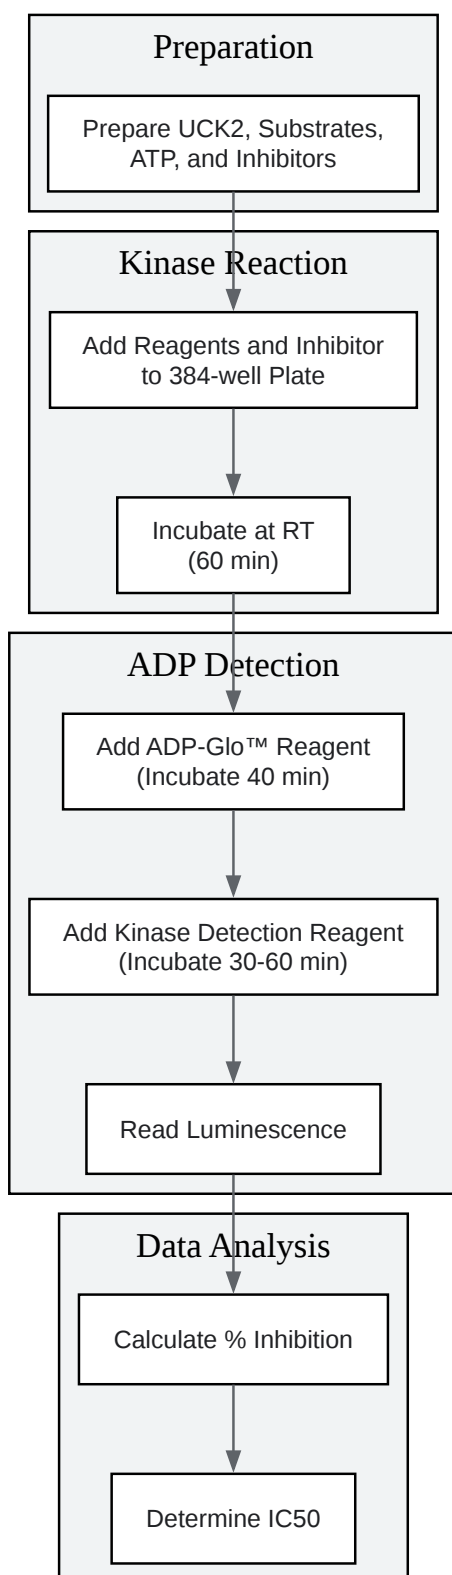 Preparation
Prepare UCK2, Substrates,
ATP, and Inhibitors
Kinase Reaction
Add Reagents and Inhibitor
to 384-well Plate
Incubate at RT
(60 min)
ADP Detection
Add ADP-Glo™ Reagent
(Incubate 40 min)
Add Kinase Detection Reagent
(Incubate 30-60 min)
Read Luminescence
Data Analysis
Calculate % Inhibition
Determine IC50